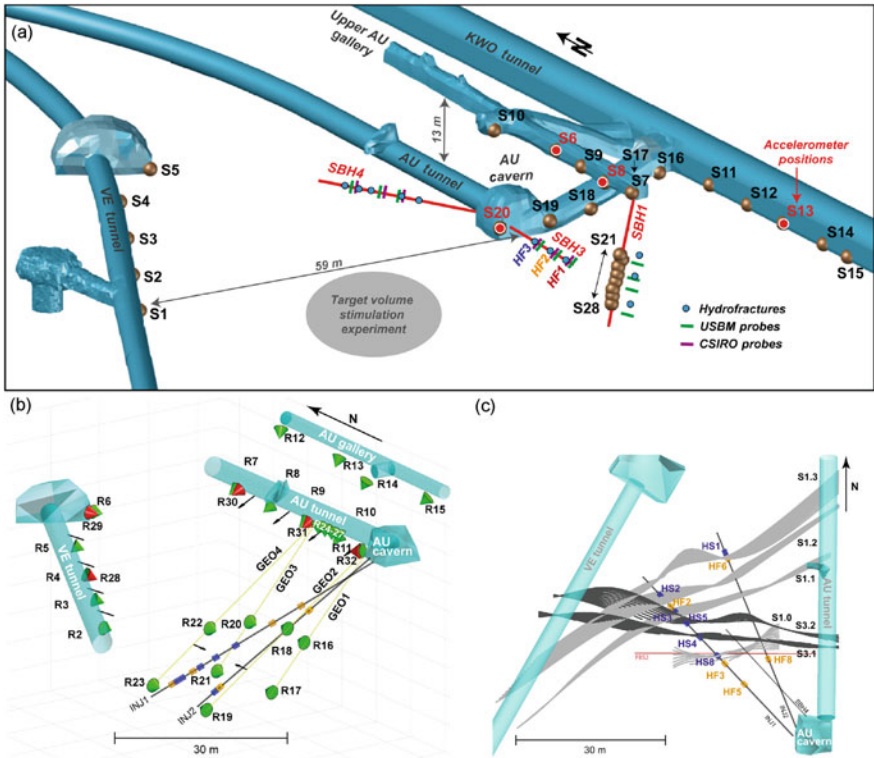 (a)
Upper AU
gallery
KWO tunnel
N
13 m
S10
S6
S9
S17
S16
S8
S7
S11
Accelerometer
positions
S12
S13
S14
S15
S5
VE tunnel
S4
S3
S2
S1
AU tunnel
AU
cavern
SBH4
S20
S19
S18
SBH1
SBH3
HF3
HF2
HF1
S21
S28
59 m
Target volume
stimulation
experiment
Hydrofractures
USBM probes
CSIRO probes
(b)
N
AU gallery
R12
R13
R14
R15
R7
R8
R9
R10
AU tunnel
R30
R31
R24-27
R11
R32
AU
cavern
R6
R29
R5
VE tunnel
R4
R28
R3
R2
GEO4
GEO3
GEO2
GEO1
R22
R20
R18
R16
R23
R21
R17
R19
INJ1
INJ2
30 m
(c)
N
VE tunnel
AU tunnel
S1.3
S1.2
S1.1
S1.0
S3.2
S3.1
HS1
HF6
HS2
HF2
HS3
HS5
HS4
HS8
HF3
HF8
HF5
INJ1
INJ2
SBH4
AU
cavern
30 m